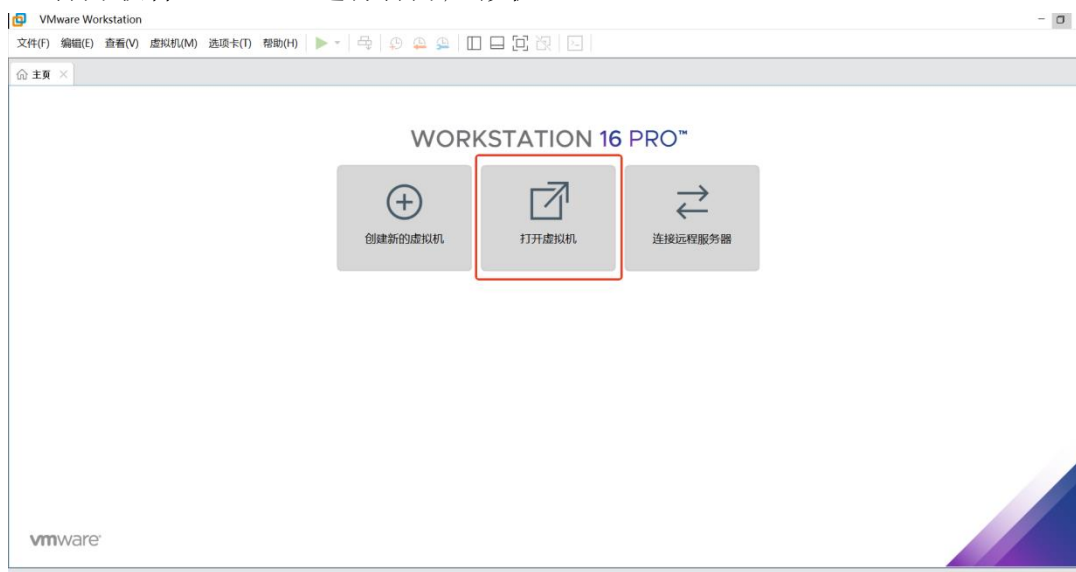 VMware Workstation
文件(F) 编辑(E) 查看(V) 虚拟机(M) 选项卡(T) 帮助(H)
主页
WORKSTATION 16 PRO™
创建新的虚拟机 打开虚拟机 连接远程服务器
vmware